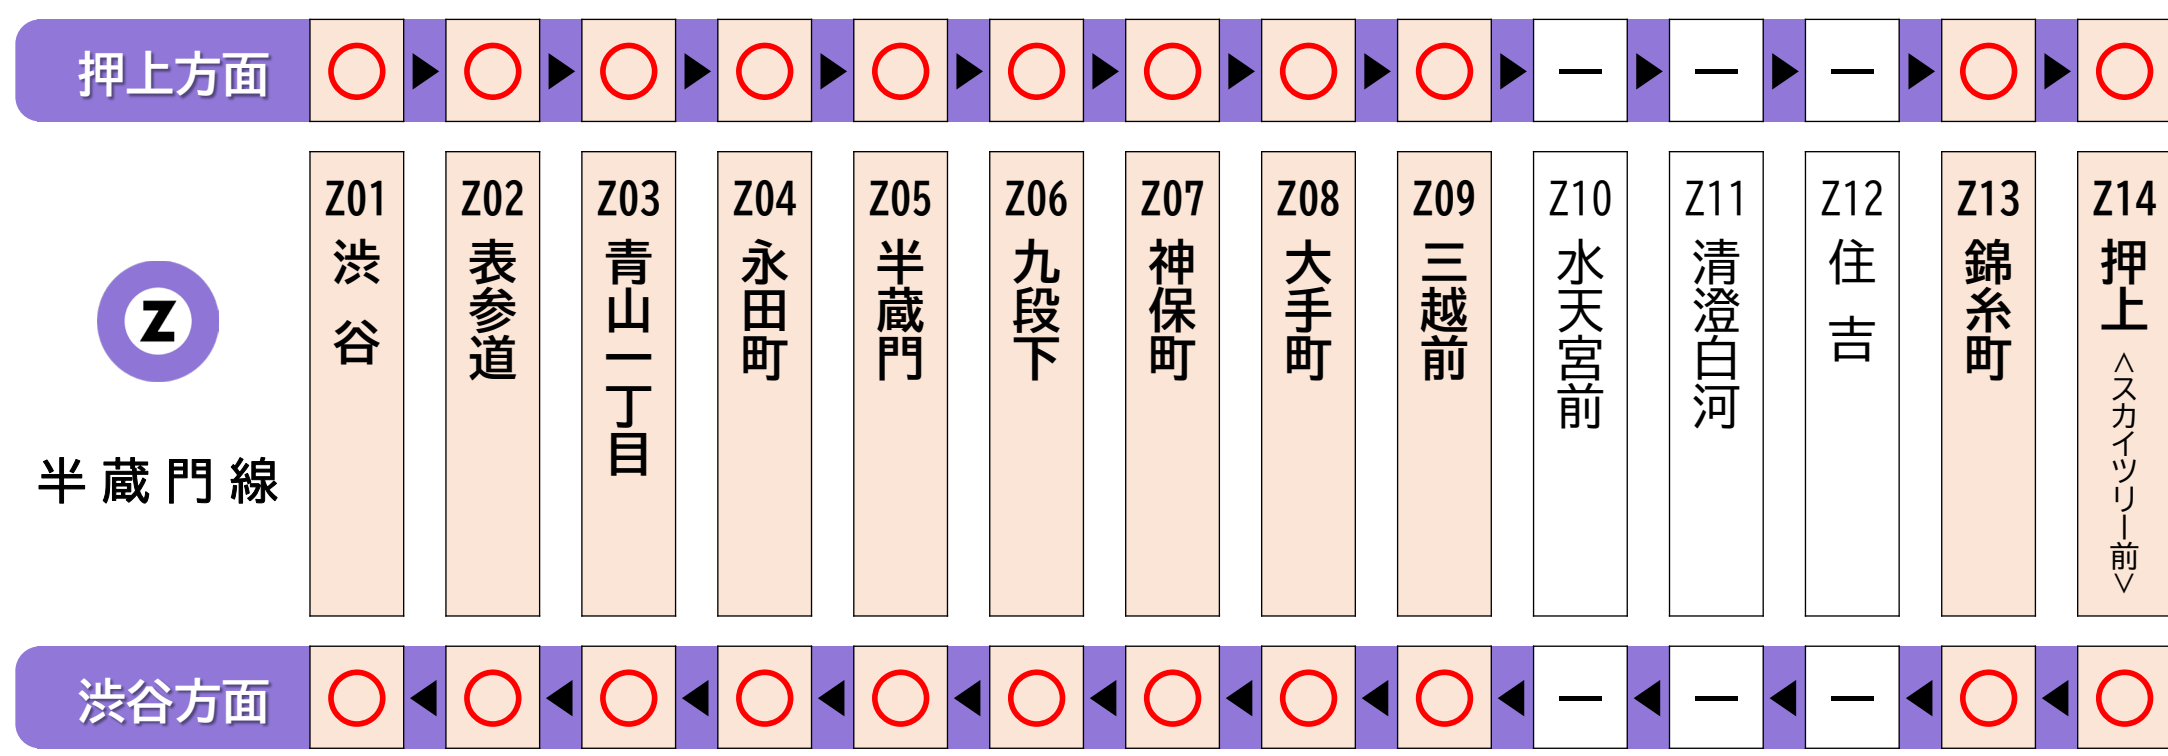 押上方面 ○ ▶ ○ ▶ ○ ▶ ○ ▶ ○ ▶ ○ ▶ ○ ▶ ○ ▶ ○ ▶ － ▶ － ▶ － ▶ ○ ▶ ○
Z
半蔵門線
Z01
渋谷
Z02
表参道
Z03
青山一丁目
Z04
永田町
Z05
半蔵門
Z06
九段下
Z07
神保町
Z08
大手町
Z09
三越前
Z10
水天宮前
Z11
清澄白河
Z12
住吉
Z13
錦糸町
Z14
押上
<スカイツリー前>
渋谷方面 ○ ◀ ○ ◀ ○ ◀ ○ ◀ ○ ◀ ○ ◀ ○ ◀ ○ ◀ ○ ◀ － ◀ － ◀ － ◀ ○ ◀ ○